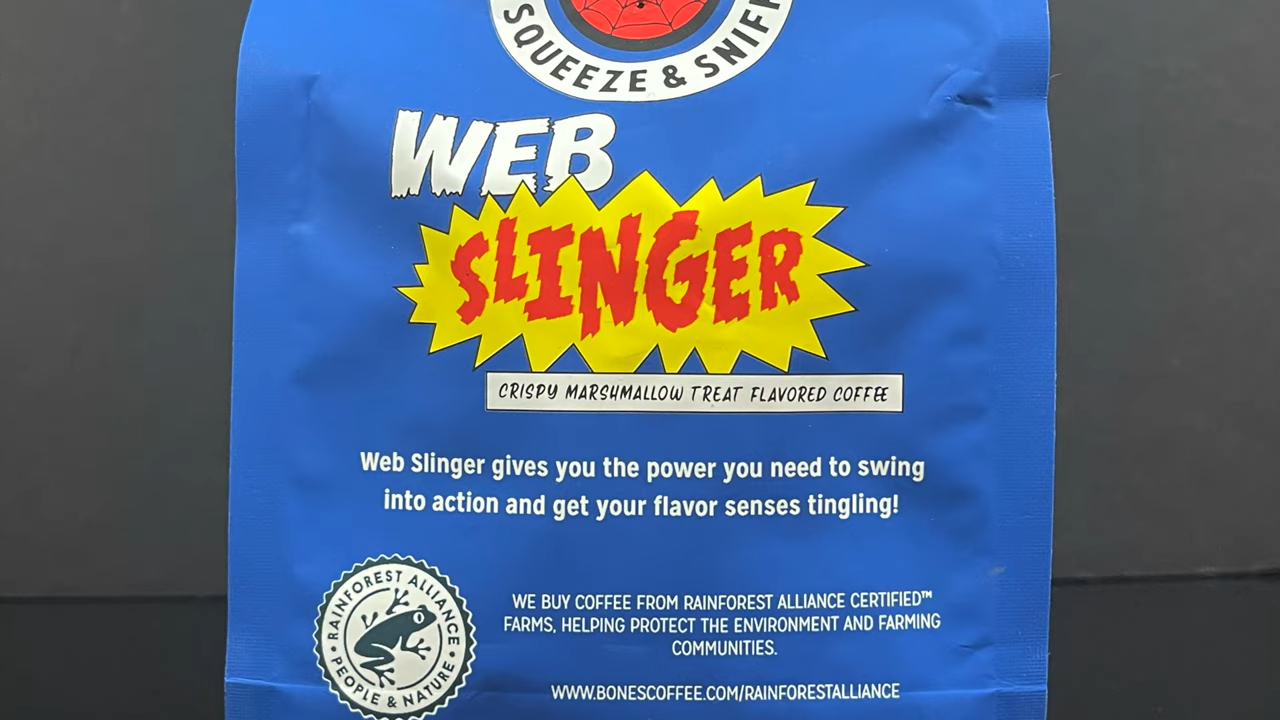 SQUEEZE & SNIFF
WEB
SLINGER
CRISPY MARSHMALLOW TREAT FLAVORED COFFEE
Web Slinger gives you the power you need to swing
into action and get your flavor senses tingling!
RAINFOREST ALLIANCE
PEOPLE & NATURE
WE BUY COFFEE FROM RAINFOREST ALLIANCE CERTIFIED™
FARMS, HELPING PROTECT THE ENVIRONMENT AND FARMING
COMMUNITIES.
WWW.BONESCOFFEE.COM/RAINFORESTALLIANCE